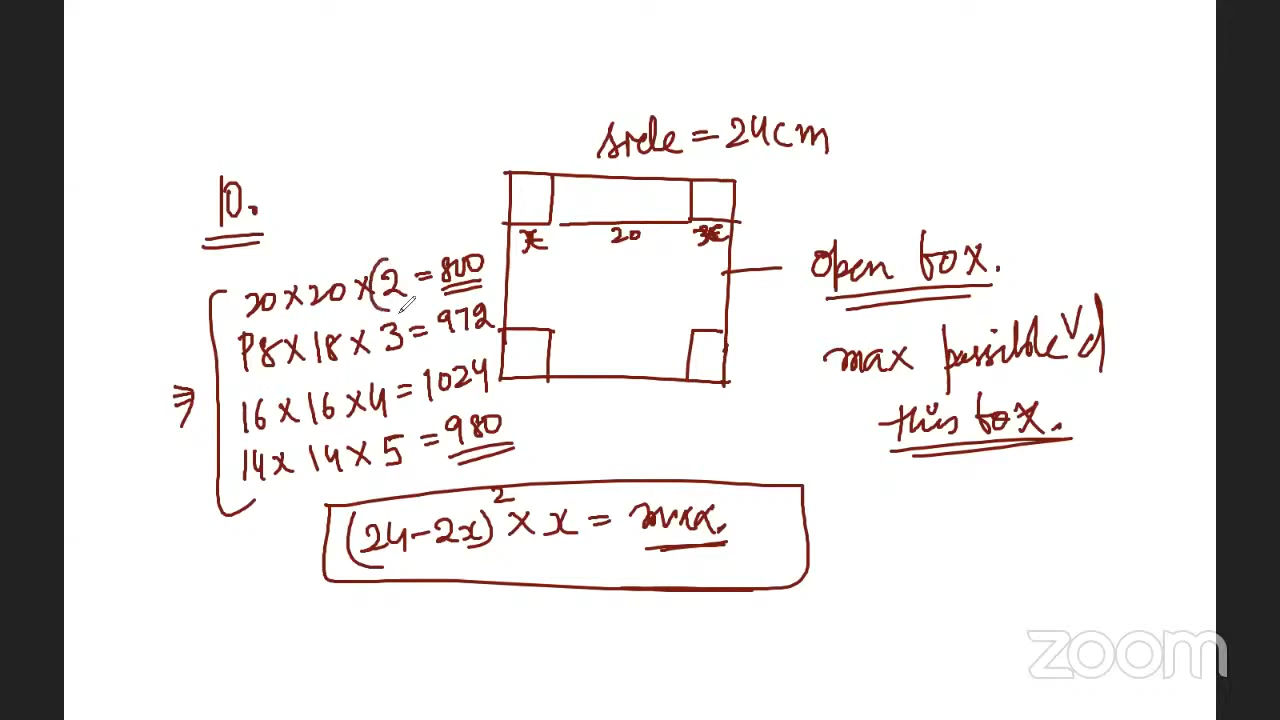 side = 24cm
10.
x 20 x
20 × 20 × (2 = 800
18 × 18 × 3 = 972
16 × 16 × 4 = 1024
14 × 14 × 5 = 980
open box.
max possible V of
this box.
(24-2x)² × x = max.
zoom